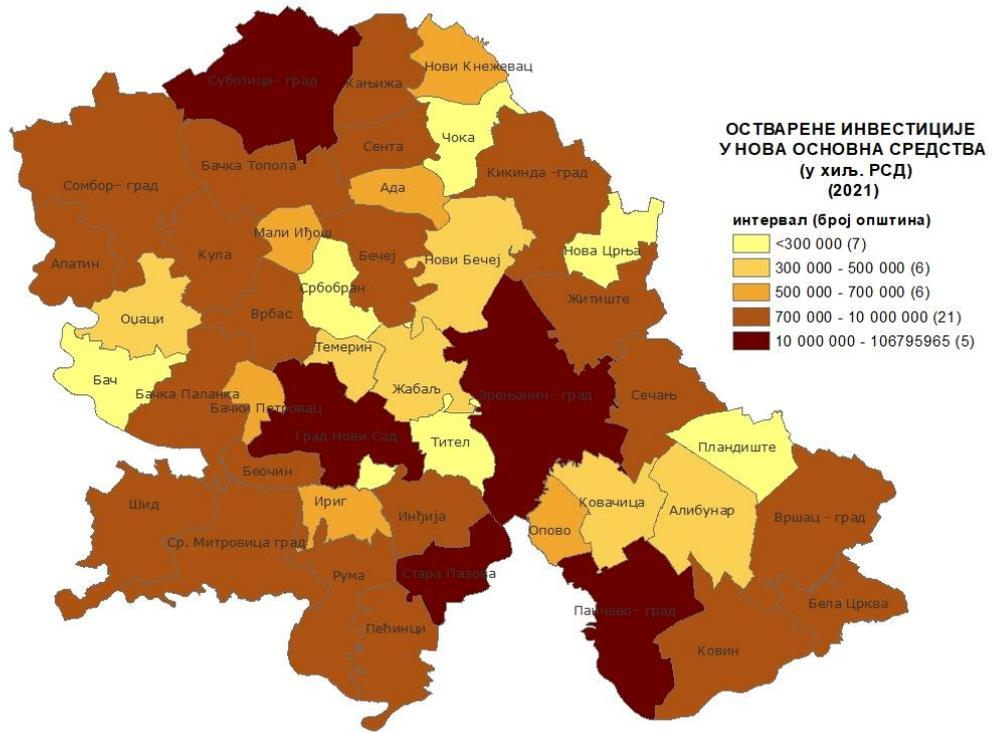 ОСТВАРЕНЕ ИНВЕСТИЦИЈЕ
У НОВА ОСНОВНА СРЕДСТВА
(у хиљ. РСД)
(2021)
интервал (број општина)
<300 000 (7)
300 000 - 500 000 (6)
500 000 - 700 000 (6)
700 000 - 10 000 000 (21)
10 000 000 - 106795965 (5)
Нови Кнежевац
Суботица- град
Кањижа
Чока
Сента
Бачка Топола
Кикинда -град
Сомбор- град
Ада
Мали Иђош
Нова Црња
Кула
Бечеј
Нови Бечеј
Апатин
Србобран
Житиште
Врбас
Оџаци
Темерин
Бач
Жабаљ
Бачка Паланка
Зрењанин- град
Сечањ
Бачки Петровац
Град Нови Сад
Тител
Пландиште
Беочин
Шид
Ириг
Ковачица
Алибунар
Инђија
Вршац - град
Опово
Ср. Митровица град
Рума
Стара Пазова
Бела Црква
Панчево- град
Пећинци
Ковин